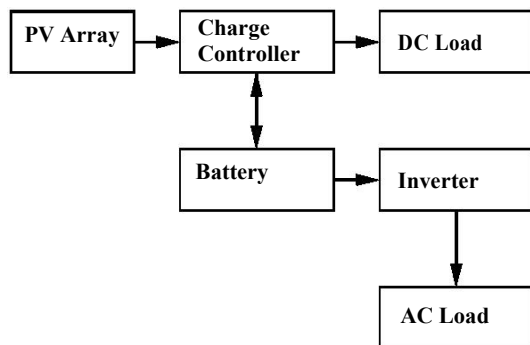 PV Array
Charge
Controller
DC Load
Battery
Inverter
AC Load